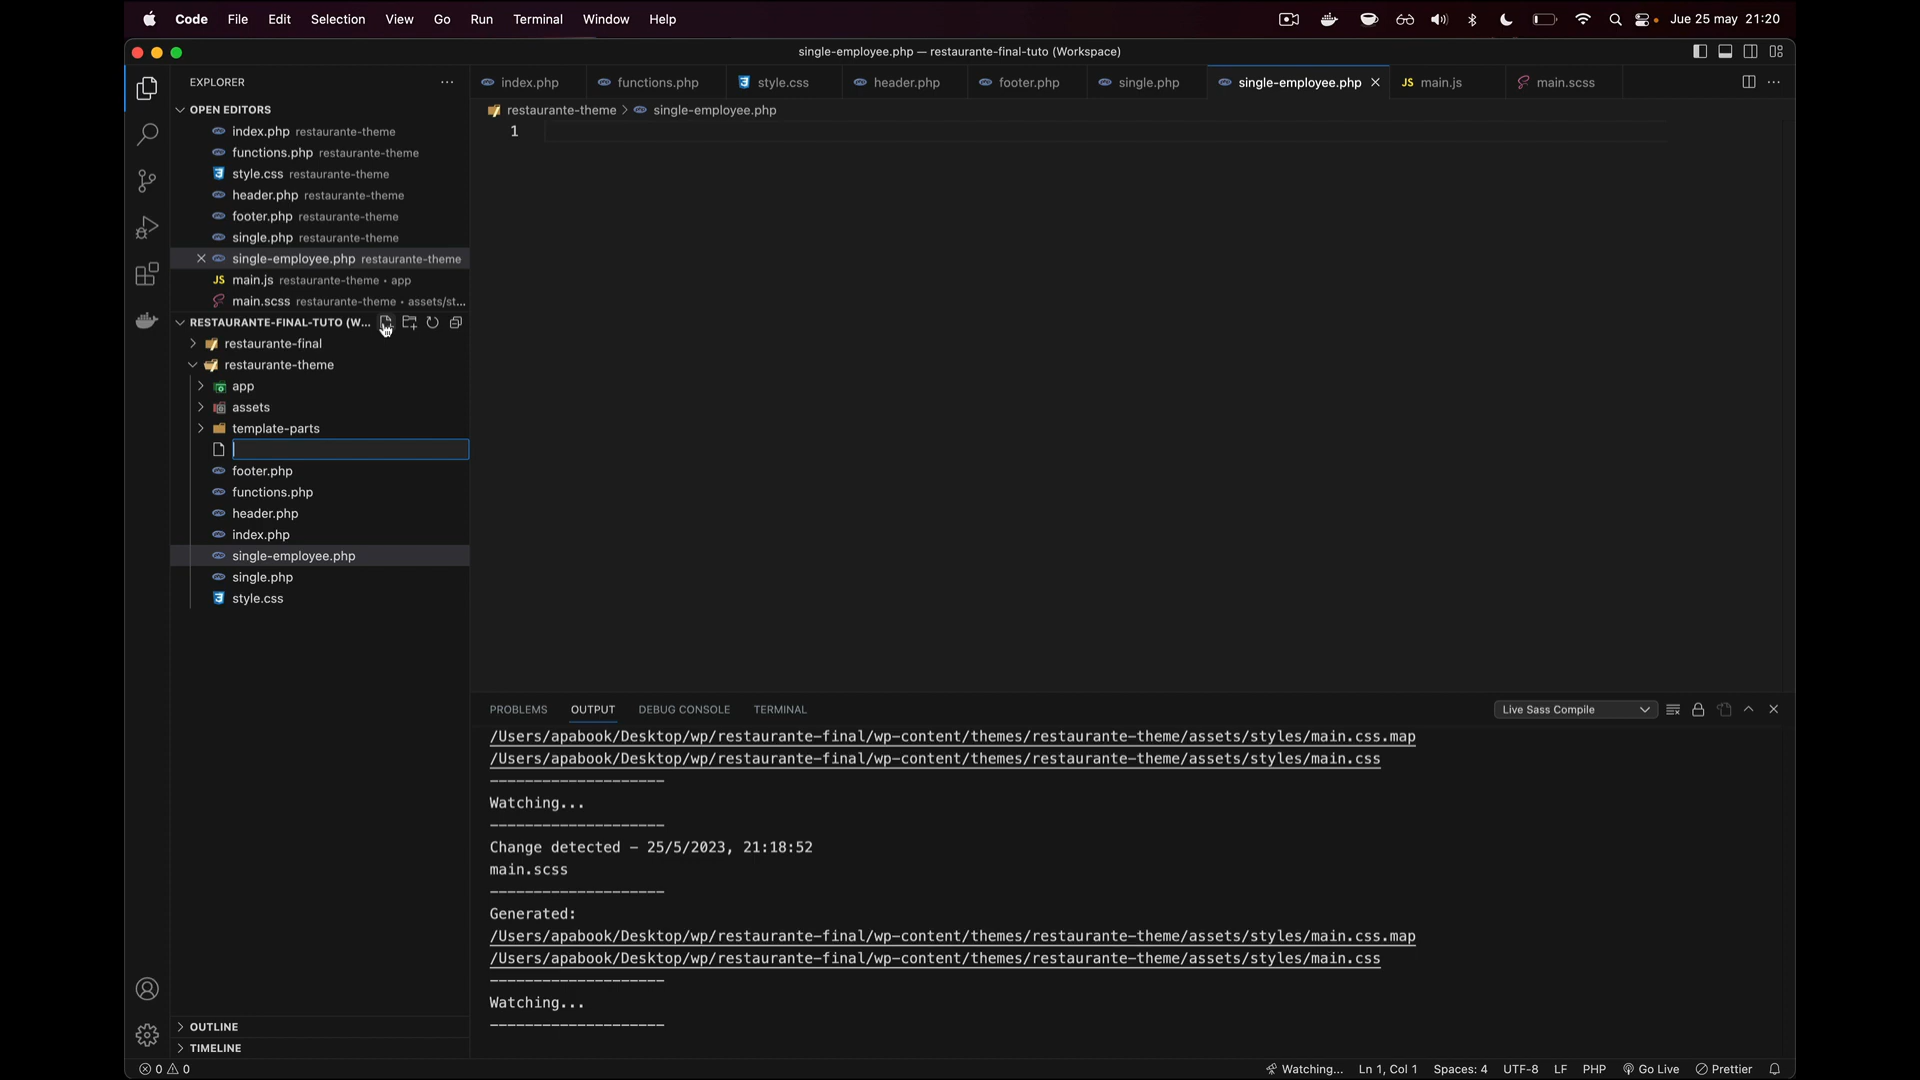 Code File Edit Selection View Go Run Terminal Window Help
Jue 25 may 21:20
single-employee.php — restaurante-final-tuto (Workspace)
EXPLORER
OPEN EDITORS
index.php restaurante-theme
functions.php restaurante-theme
style.css restaurante-theme
header.php restaurante-theme
footer.php restaurante-theme
single.php restaurante-theme
single-employee.php restaurante-theme
JS main.js restaurante-theme • app
main.scss restaurante-theme • assets/st...
RESTAURANTE-FINAL-TUTO (W...
restaurante-final
restaurante-theme
app
assets
template-parts
footer.php
functions.php
header.php
index.php
single-employee.php
single.php
style.css
OUTLINE
TIMELINE
index.php functions.php style.css header.php footer.php single.php single-employee.php JS main.js main.scss
restaurante-theme > single-employee.php
1
PROBLEMS OUTPUT DEBUG CONSOLE TERMINAL
Live Sass Compile
/Users/apabook/Desktop/wp/restaurante-final/wp-content/themes/restaurante-theme/assets/styles/main.css.map
/Users/apabook/Desktop/wp/restaurante-final/wp-content/themes/restaurante-theme/assets/styles/main.css
--------------------
Watching...
--------------------
Change detected - 25/5/2023, 21:18:52
main.scss
--------------------
Generated:
/Users/apabook/Desktop/wp/restaurante-final/wp-content/themes/restaurante-theme/assets/styles/main.css.map
/Users/apabook/Desktop/wp/restaurante-final/wp-content/themes/restaurante-theme/assets/styles/main.css
--------------------
Watching...
--------------------
0 0 Watching... Ln 1, Col 1 Spaces: 4 UTF-8 LF PHP Go Live Prettier